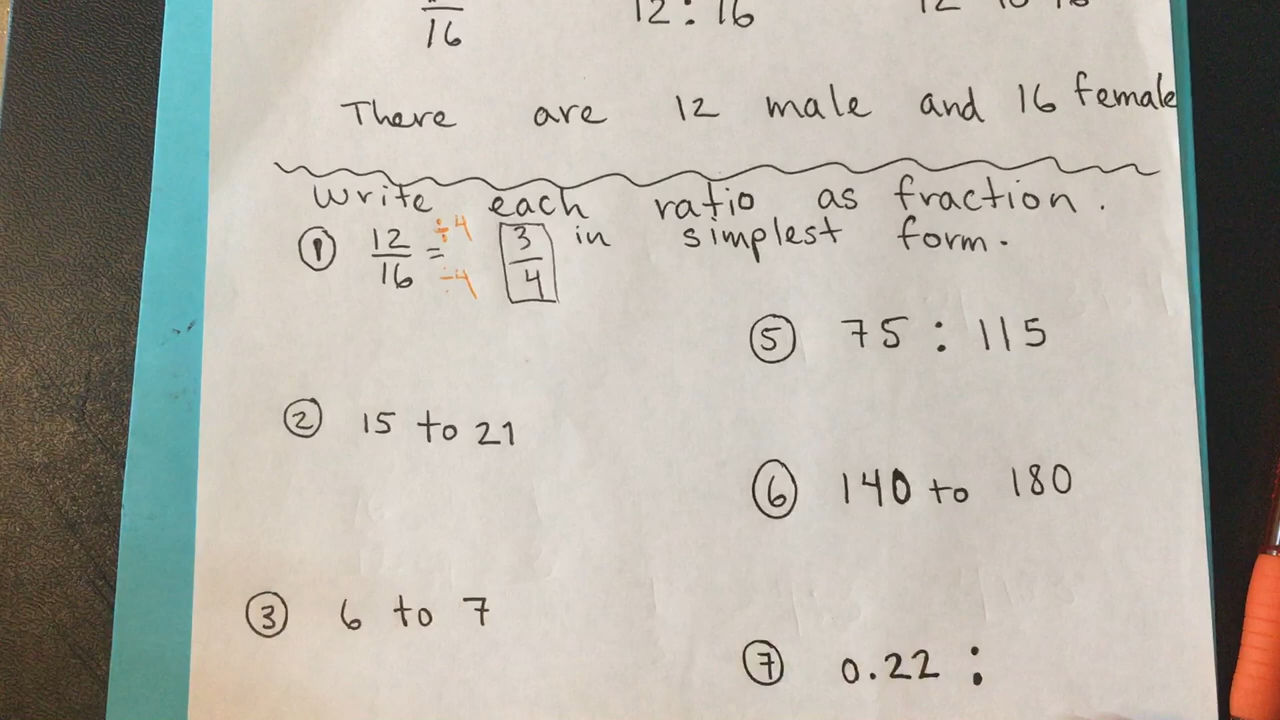 16
12 : 16
There are 12 male and 16 female
Write each ratio as fraction.
in simplest form.
① 12/16 = ÷4 ÷4 3/4
⑤ 75 : 115
② 15 to 21
⑥ 140 to 180
③ 6 to 7
⑦ 0.22 :